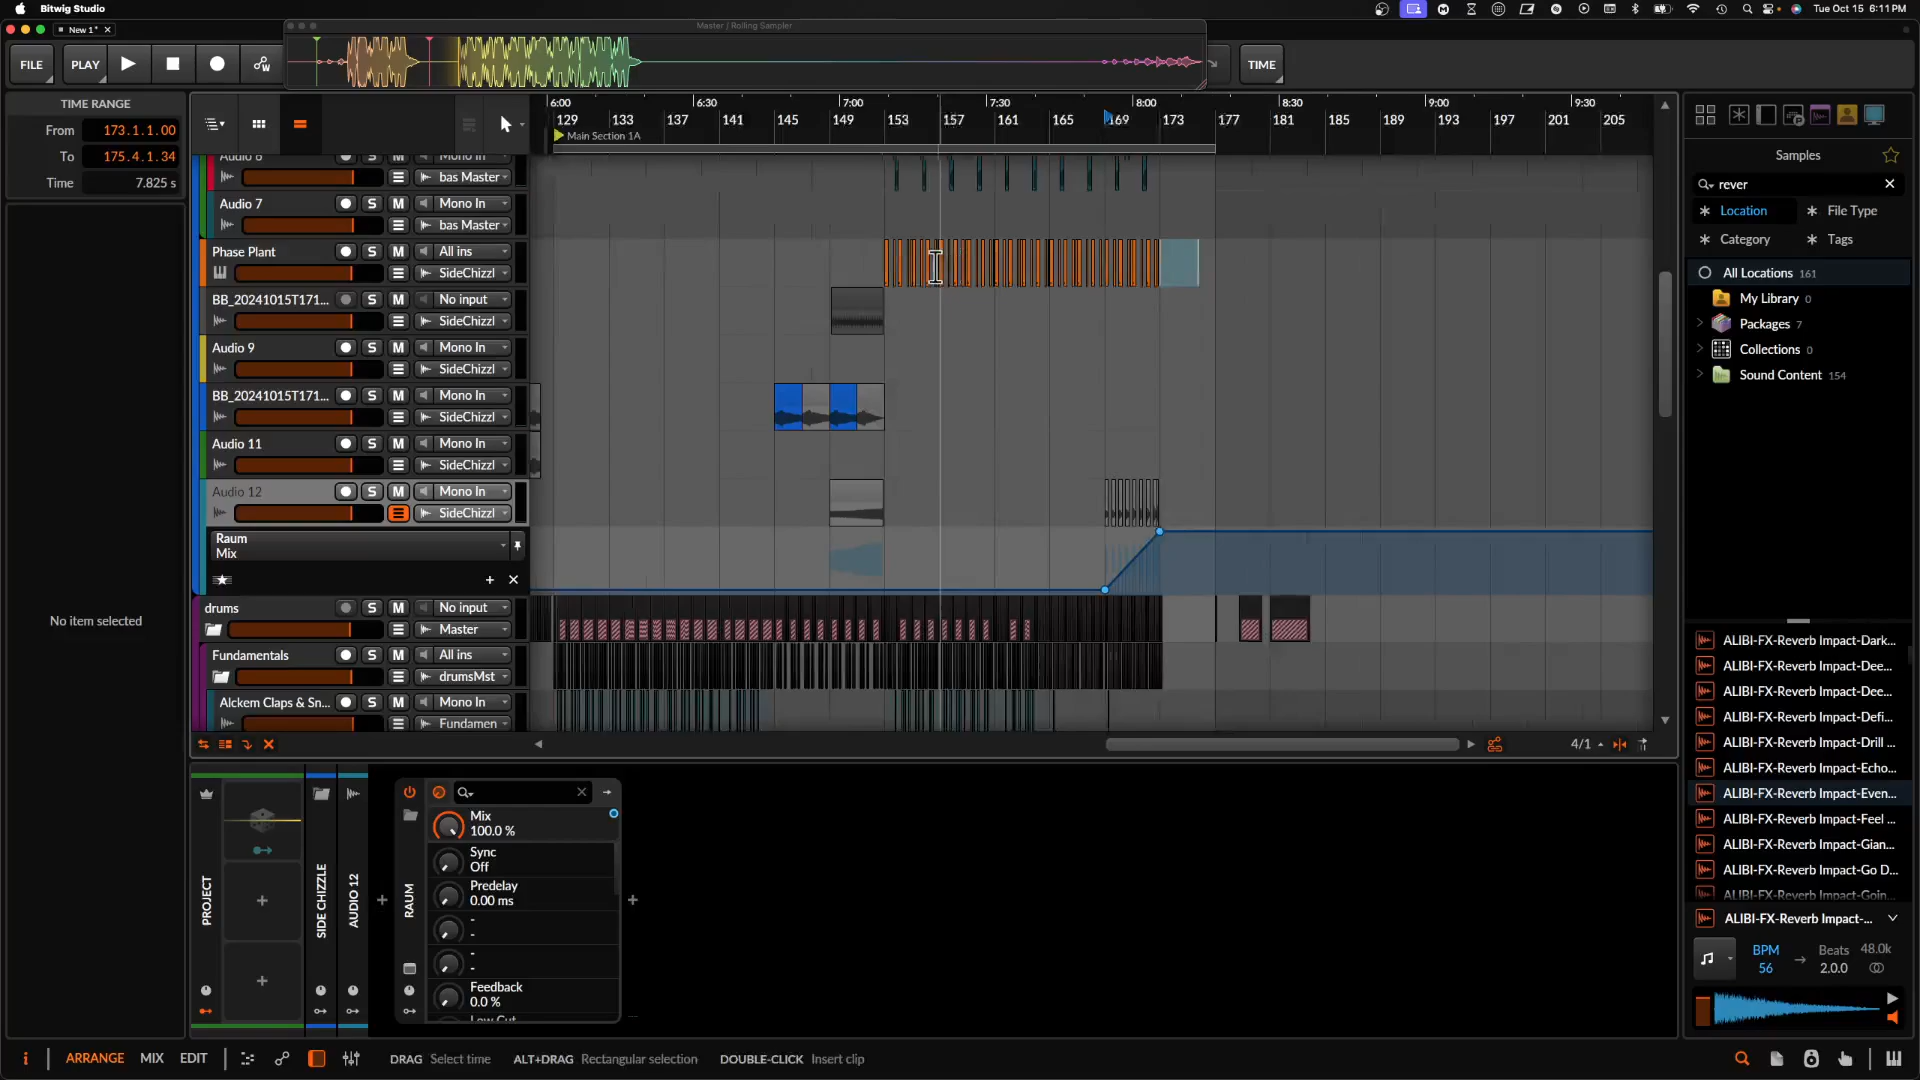 Bitwig Studio
Tue Oct 15 6:11 PM
New 1*
Master / Rolling Sampler
FILE
PLAY
TIME
TIME RANGE
From 173.1.1.00
To 175.4.1.34
Time 7.825 s
No item selected
6:00 6:30 7:00 7:30 8:00 8:30 9:00 9:30
129 133 137 141 145 149 153 157 161 165 169 173 177 181 185 189 193 197 201 205
Main Section 1A
Audio 6 S M Mono In
bas Master
Audio 7 S M Mono In
bas Master
Phase Plant S M All ins
SideChizzl
BB_20241015T171... S M No input
SideChizzl
Audio 9 S M Mono In
SideChizzl
BB_20241015T171... S M Mono In
SideChizzl
Audio 11 S M Mono In
SideChizzl
Audio 12 S M Mono In
SideChizzl
Raum
Mix
drums S M No input
Master
Fundamentals S M All ins
drumsMst
Alckem Claps & Sn... S M Mono In
Fundamen
4/1
PROJECT
SIDE CHIZZLE
AUDIO 12
RAUM
Mix
100.0 %
Sync
Off
Predelay
0.00 ms
-
-
-
-
Feedback
0.0 %
Low Cut
Samples
rever
Location
File Type
Category
Tags
All Locations 161
My Library 0
Packages 7
Collections 0
Sound Content 154
ALIBI-FX-Reverb Impact-Dark...
ALIBI-FX-Reverb Impact-Dee...
ALIBI-FX-Reverb Impact-Dee...
ALIBI-FX-Reverb Impact-Defi...
ALIBI-FX-Reverb Impact-Drill ...
ALIBI-FX-Reverb Impact-Echo...
ALIBI-FX-Reverb Impact-Even...
ALIBI-FX-Reverb Impact-Feel ...
ALIBI-FX-Reverb Impact-Gian...
ALIBI-FX-Reverb Impact-Go D...
ALIBI-FX-Reverb Impact-Goin...
ALIBI-FX-Reverb Impact-...
BPM Beats 48.0k
56 2.0.0
i ARRANGE MIX EDIT
DRAG Select time ALT+DRAG Rectangular selection DOUBLE-CLICK Insert clip